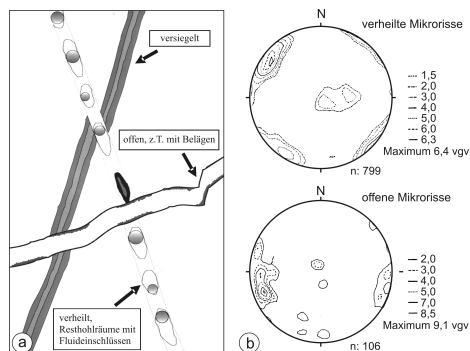 versiegelt
offen, z.T. mit Belägen
verheilt,
Resthohlräume mit
Fluideinschlüssen
a
N
verheilte Mikrorisse
1,5
2,0
3,0
4,0
5,0
6,0
6,3
Maximum 6,4 vgv
n: 799
N
offene Mikrorisse
2,0
3,0
4,0
5,0
7,0
8,5
Maximum 9,1 vgv
n: 106
b